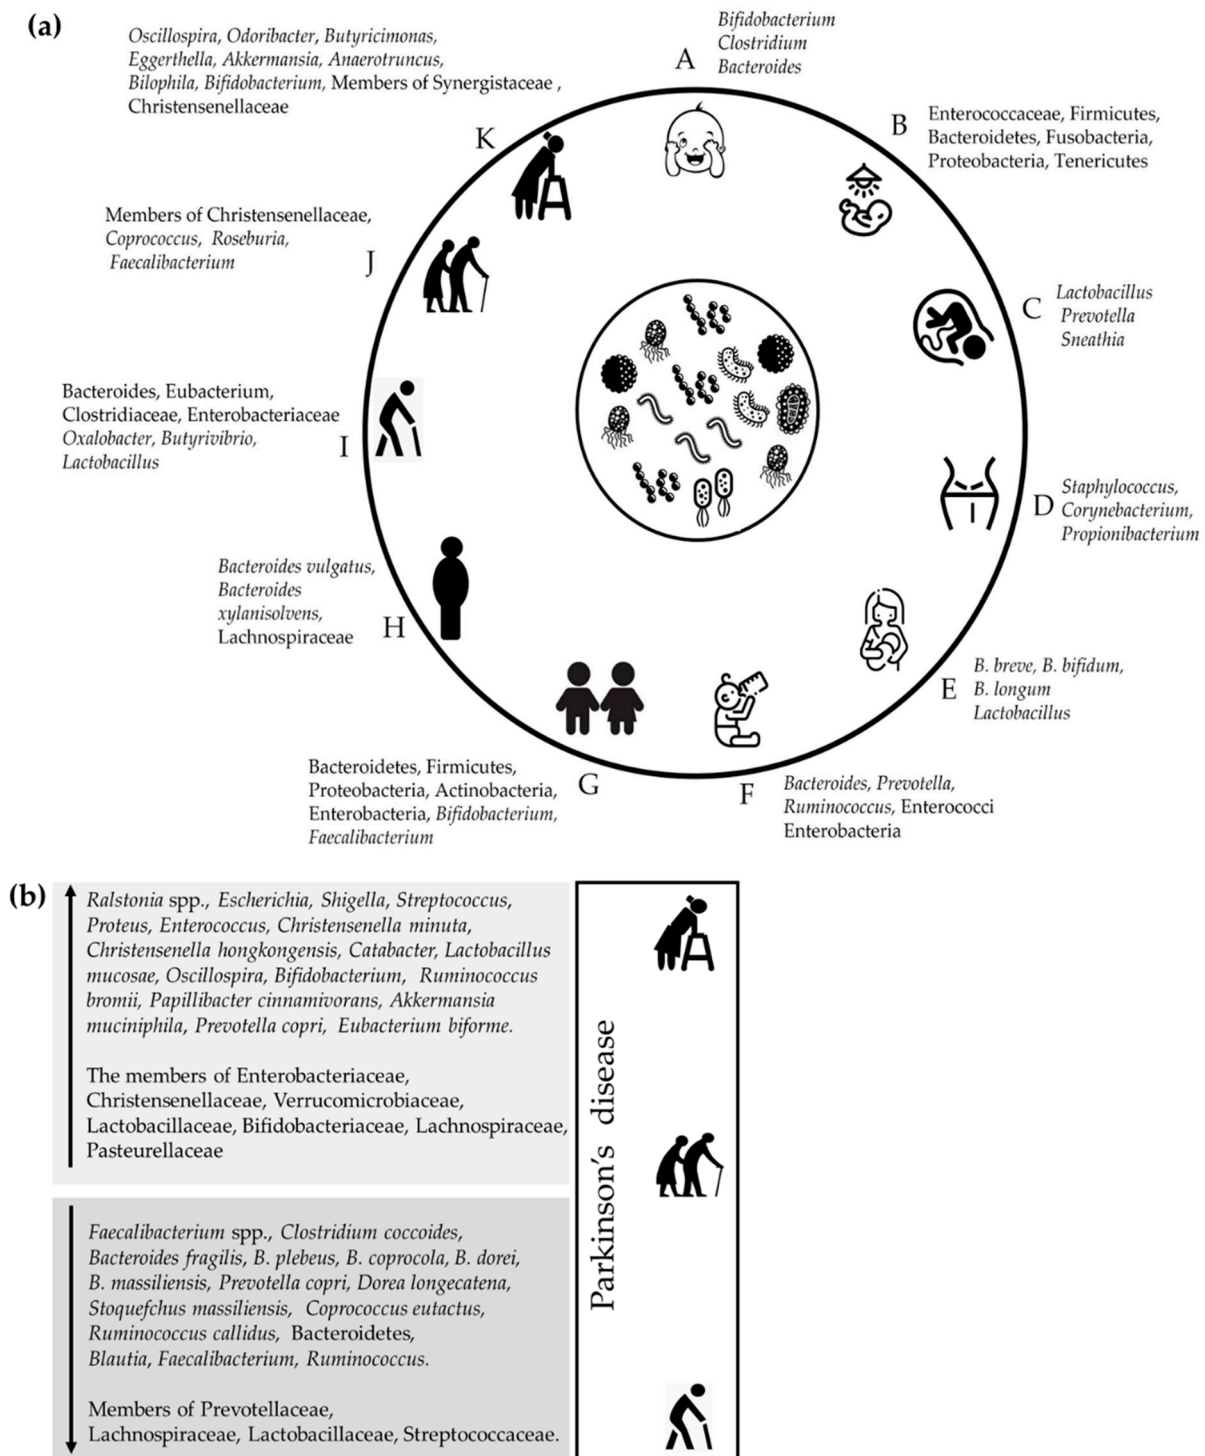 (a)
Oscillospira, Odoribacter, Butyricimonas,
Eggerthella, Akkermansia, Anaerotruncus,
Bilophila, Bifidobacterium, Members of Synergistaceae ,
Christensenellaceae
K
A
Bifidobacterium
Clostridium
Bacteroides
B
Enterococcaceae, Firmicutes,
Bacteroidetes, Fusobacteria,
Proteobacteria, Tenericutes
Members of Christensenellaceae,
Coprococcus, Roseburia,
Faecalibacterium
J
C
Lactobacillus
Prevotella
Sneathia
Bacteroides, Eubacterium,
Clostridiaceae, Enterobacteriaceae
Oxalobacter, Butyrivibrio,
Lactobacillus
I
D
Staphylococcus,
Corynebacterium,
Propionibacterium
Bacteroides vulgatus,
Bacteroides
xylanisolvens,
Lachnospiraceae
H
E
B. breve, B. bifidum,
B. longum
Lactobacillus
Bacteroidetes, Firmicutes,
Proteobacteria, Actinobacteria,
Enterobacteria, Bifidobacterium,
Faecalibacterium
G
F
Bacteroides, Prevotella,
Ruminococcus, Enterococci
Enterobacteria
(b)
Ralstonia spp., Escherichia, Shigella, Streptococcus,
Proteus, Enterococcus, Christensenella minuta,
Christensenella hongkongensis, Catabacter, Lactobacillus
mucosae, Oscillospira, Bifidobacterium, Ruminococcus
bromii, Papillibacter cinnamivorans, Akkermansia
muciniphila, Prevotella copri, Eubacterium biforme.
The members of Enterobacteriaceae,
Christensenellaceae, Verrucomicrobiaceae,
Lactobacillaceae, Bifidobacteriaceae, Lachnospiraceae,
Pasteurellaceae
Faecalibacterium spp., Clostridium coccoides,
Bacteroides fragilis, B. plebeus, B. coprocola, B. dorei,
B. massiliensis, Prevotella copri, Dorea longecatena,
Stoquefchus massiliensis, Coprococcus eutactus,
Ruminococcus callidus, Bacteroidetes,
Blautia, Faecalibacterium, Ruminococcus.
Members of Prevotellaceae,
Lachnospiraceae, Lactobacillaceae, Streptococcaceae.
Parkinson's disease